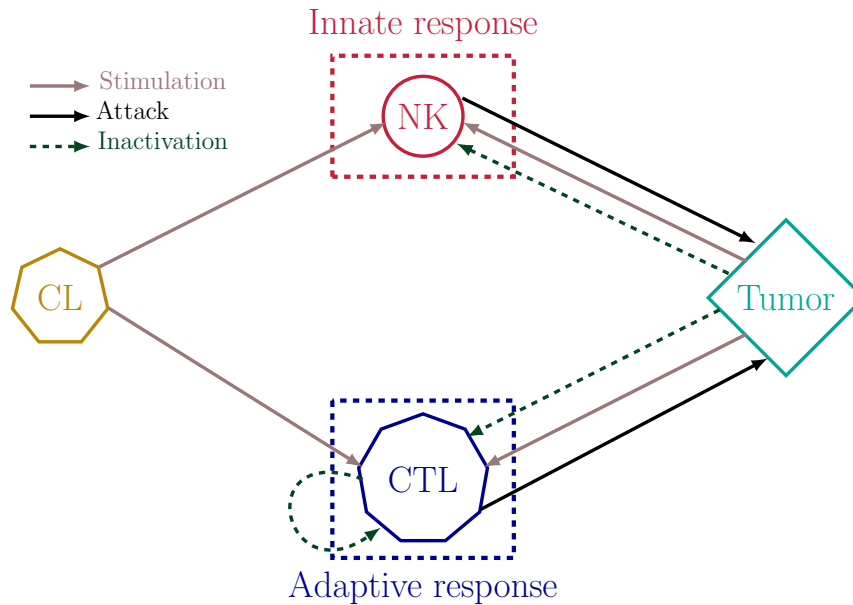 Innate response
Stimulation
Attack
Inactivation
NK
CL
Tumor
CTL
Adaptive response